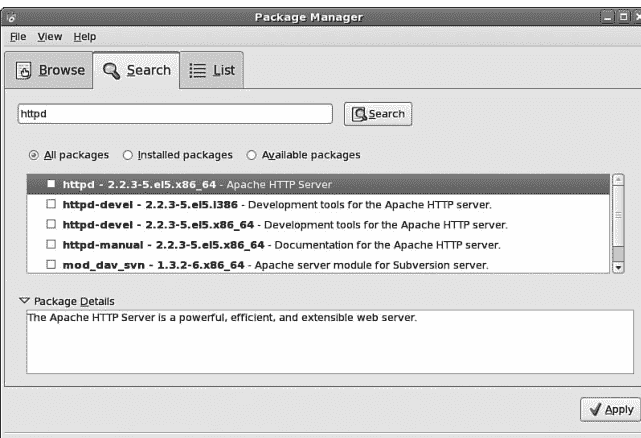 Package Manager
File View Help
Browse Search List
httpd Search
All packages Installed packages Available packages
httpd - 2.2.3-5.el5.x86_64 - Apache HTTP Server
httpd-devel - 2.2.3-5.el5.i386 - Development tools for the Apache HTTP server.
httpd-devel - 2.2.3-5.el5.x86_64 - Development tools for the Apache HTTP server.
httpd-manual - 2.2.3-5.el5.x86_64 - Documentation for the Apache HTTP server.
mod_dav_svn - 1.3.2-6.x86_64 - Apache server module for Subversion server.
Package Details
The Apache HTTP Server is a powerful, efficient, and extensible web server.
Apply